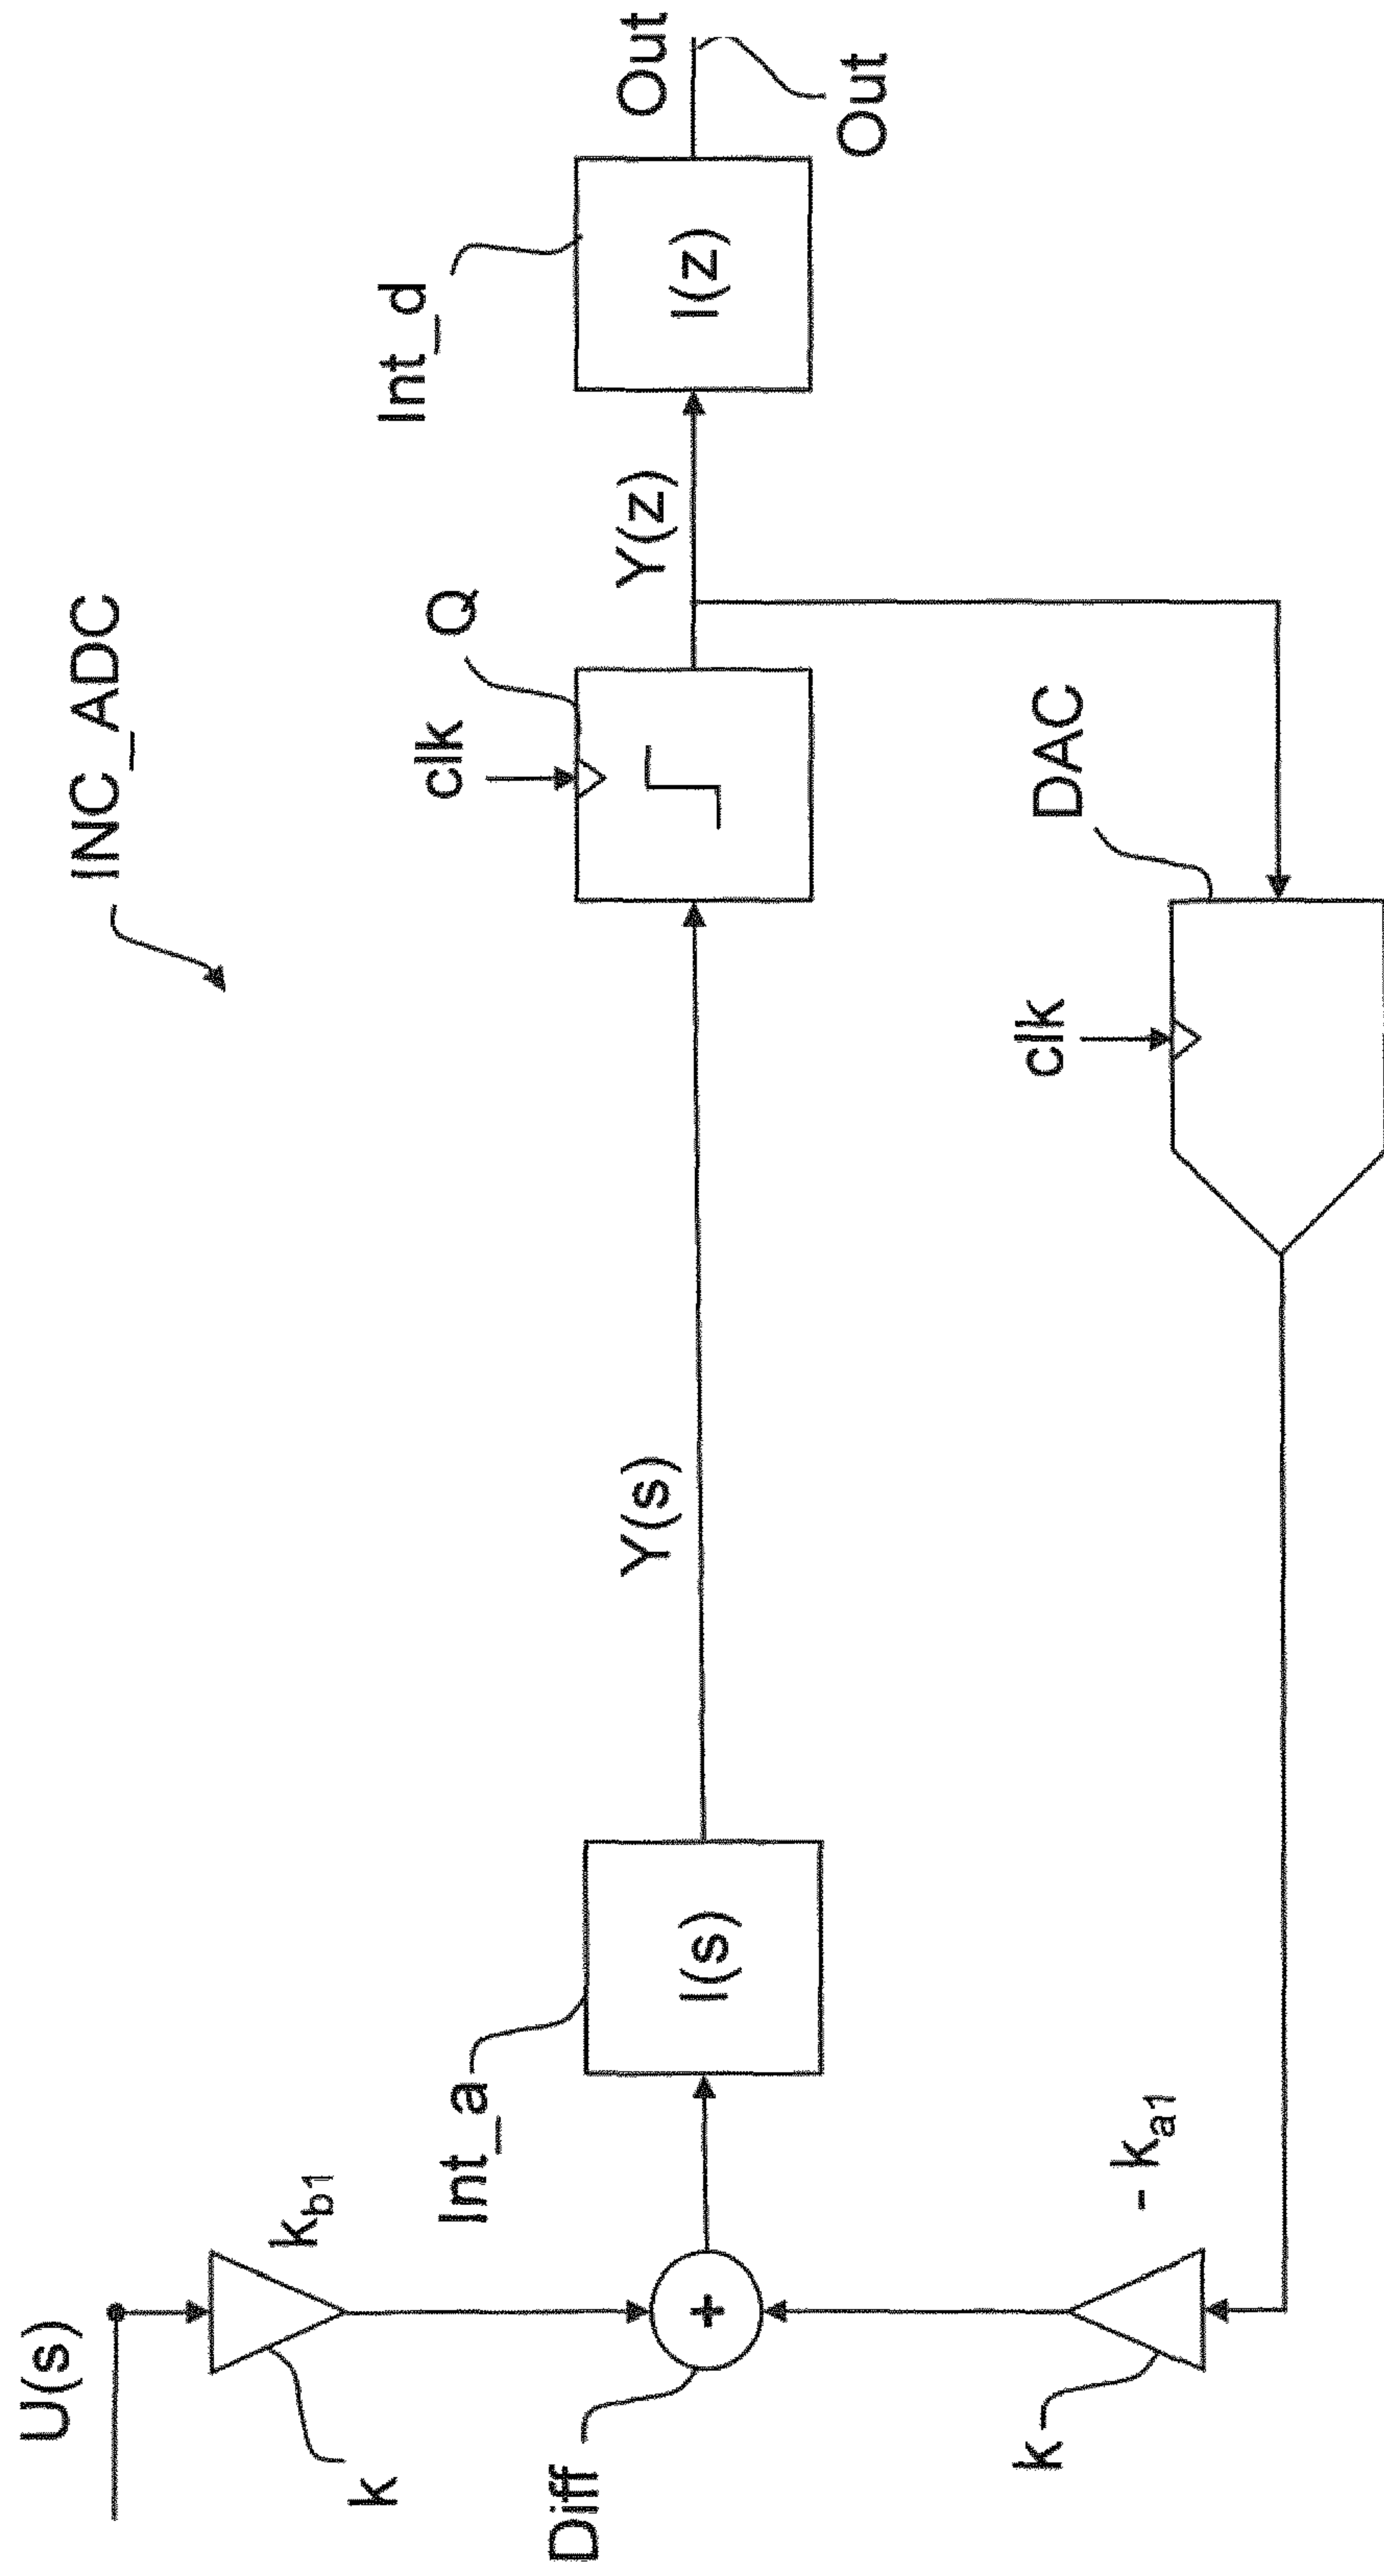 INC_ADC
U(s)
k_b1
k
Diff
+
Int_a
I(s)
Y(s)
clk
Q
Y(z)
Int_d
I(z)
Out
Out
k
- k_a1
clk
DAC